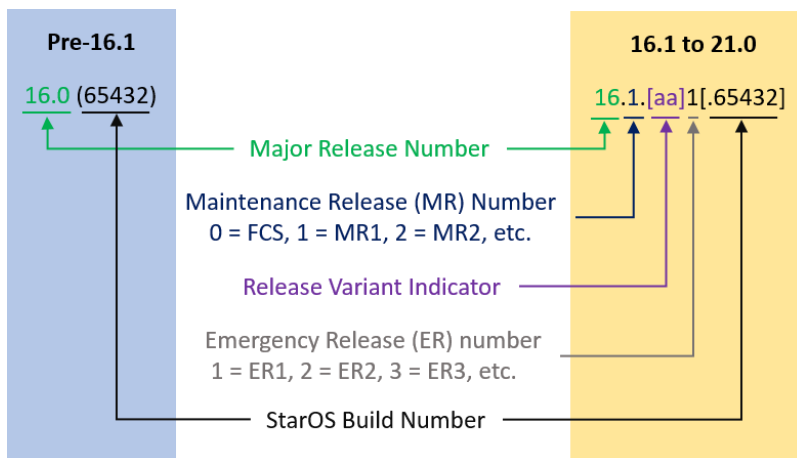 Pre-16.1
16.1 to 21.0
16.0 (65432)
16.1.[aa]1[.65432]
Major Release Number
Maintenance Release (MR) Number
0 = FCS, 1 = MR1, 2 = MR2, etc.
Release Variant Indicator
Emergency Release (ER) number
1 = ER1, 2 = ER2, 3 = ER3, etc.
StarOS Build Number